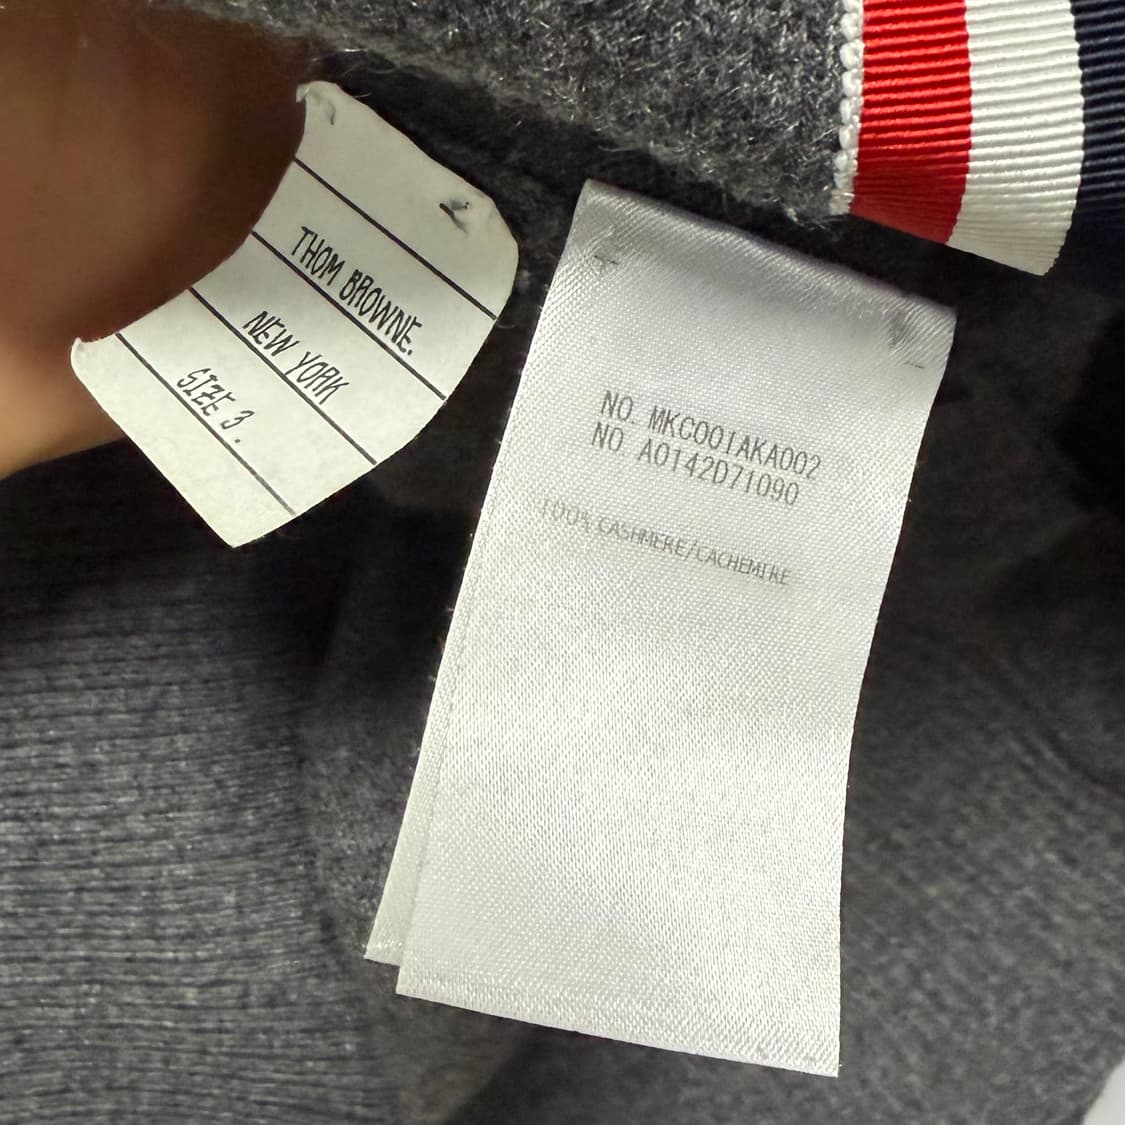 THOM BROWNE.
NEW YORK
SIZE 3.
NO. MKC001AKA002
NO. A0142D71090
100% CASHMERE/CACHEMIRE